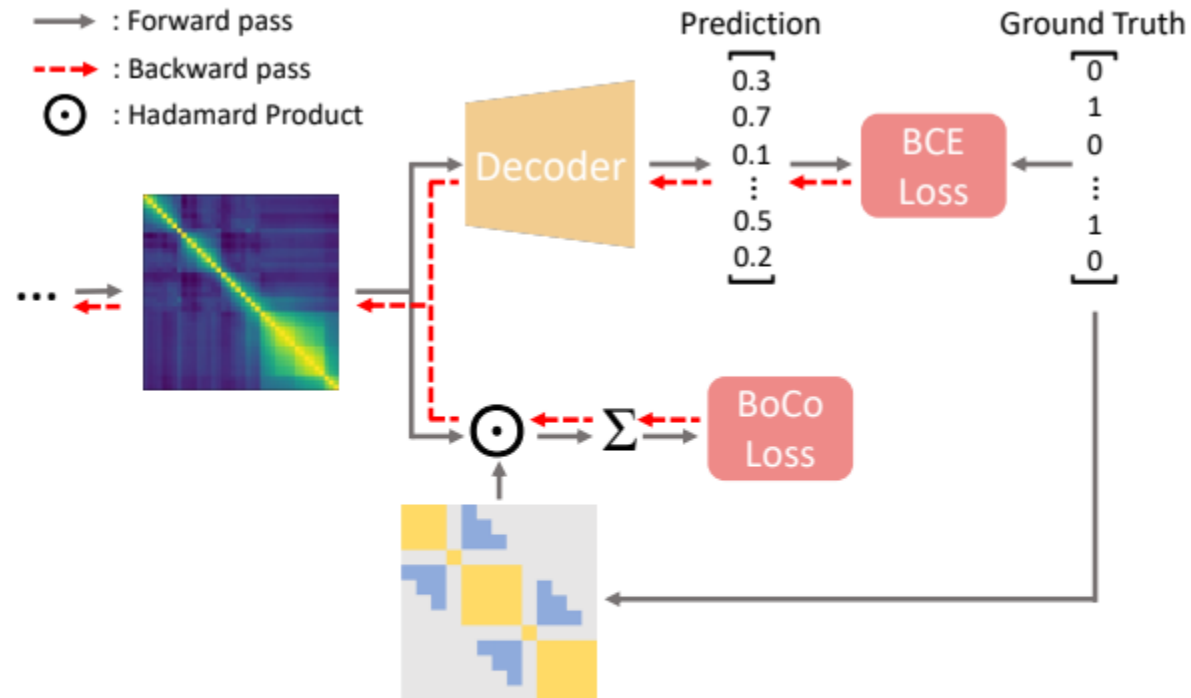 : Forward pass
: Backward pass
: Hadamard Product
Prediction
0.3
0.7
0.1
⋮
0.5
0.2
Ground Truth
0
1
0
⋮
1
0
Decoder
BCE
Loss
...
Σ
BoCo
Loss